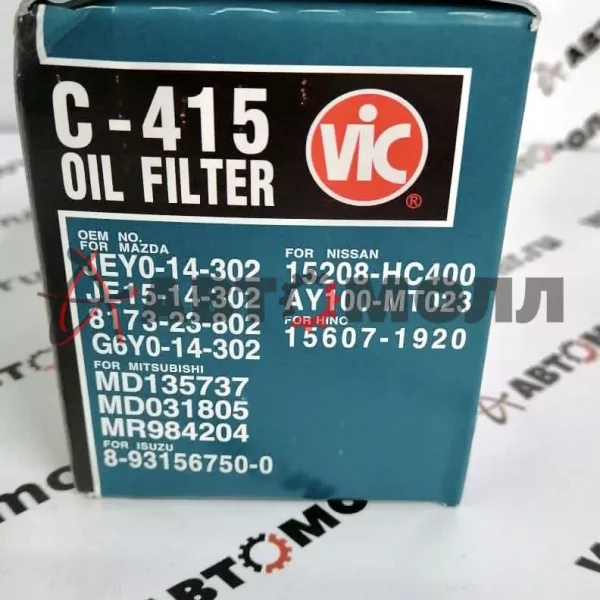 C-415
OIL FILTER
VIC
®
OEM NO.
FOR MAZDA
JEY0-14-302
JE15-14-302
8173-23-802
G6Y0-14-302
FOR MITSUBISHI
MD135737
MD031805
MR984204
FOR ISUZU
8-93156750-0
FOR NISSAN
15208-HC400
AY100-MT023
FOR HINO
15607-1920
АВТОМОЛЛ
АВТОМОЛЛ